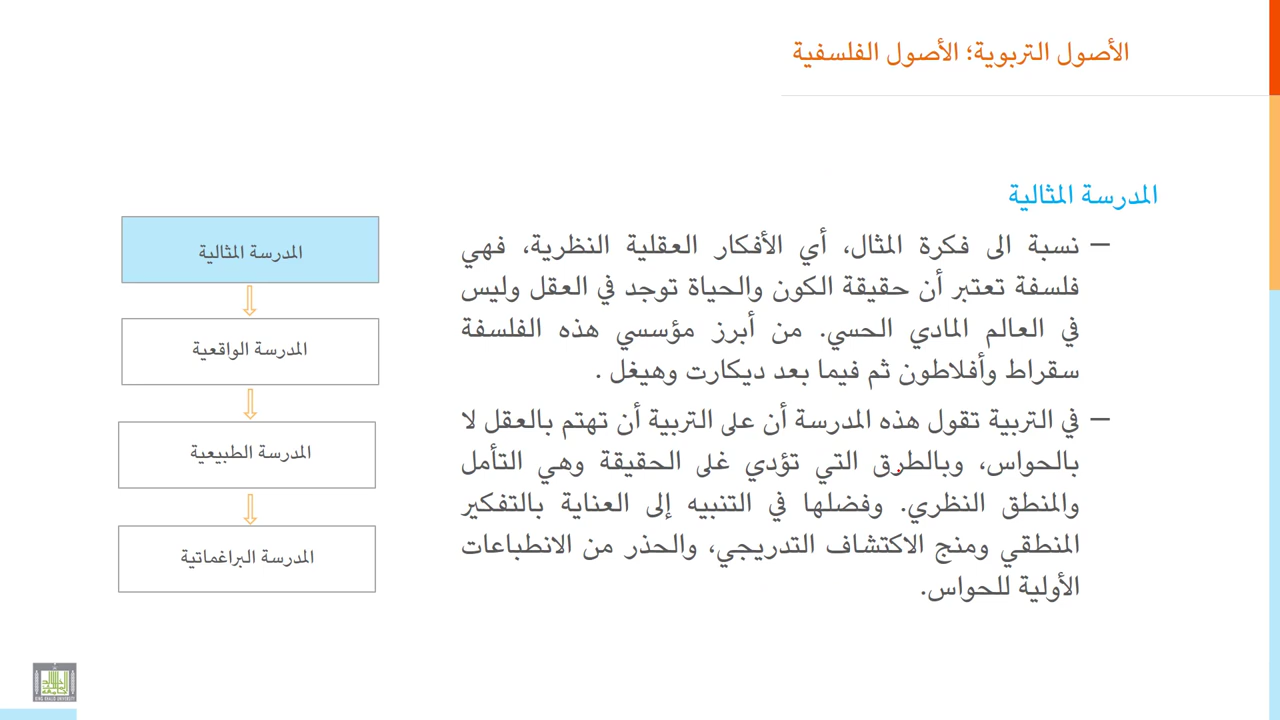 الأصول التربوية؛ الأصول الفلسفية
المدرسة المثالية
– نسبة الى فكرة المثال، أي الأفكار العقلية النظرية، فهي
فلسفة تعتبر أن حقيقة الكون والحياة توجد في العقل وليس
في العالم المادي الحسي. من أبرز مؤسسي هذه الفلسفة
سقراط وأفلاطون ثم فيما بعد ديكارت وهيغل .
– في التربية تقول هذه المدرسة أن على التربية أن تهتم بالعقل لا
بالحواس، وبالطرق التي تؤدي غلى الحقيقة وهي التأمل
والمنطق النظري. وفضلها في التنبيه إلى العناية بالتفكير
المنطقي ومنج الاكتشاف التدريجي، والحذر من الانطباعات
الأولية للحواس.
المدرسة المثالية
المدرسة الواقعية
المدرسة الطبيعية
المدرسة البراغماتية
KING KHALID UNIVERSITY